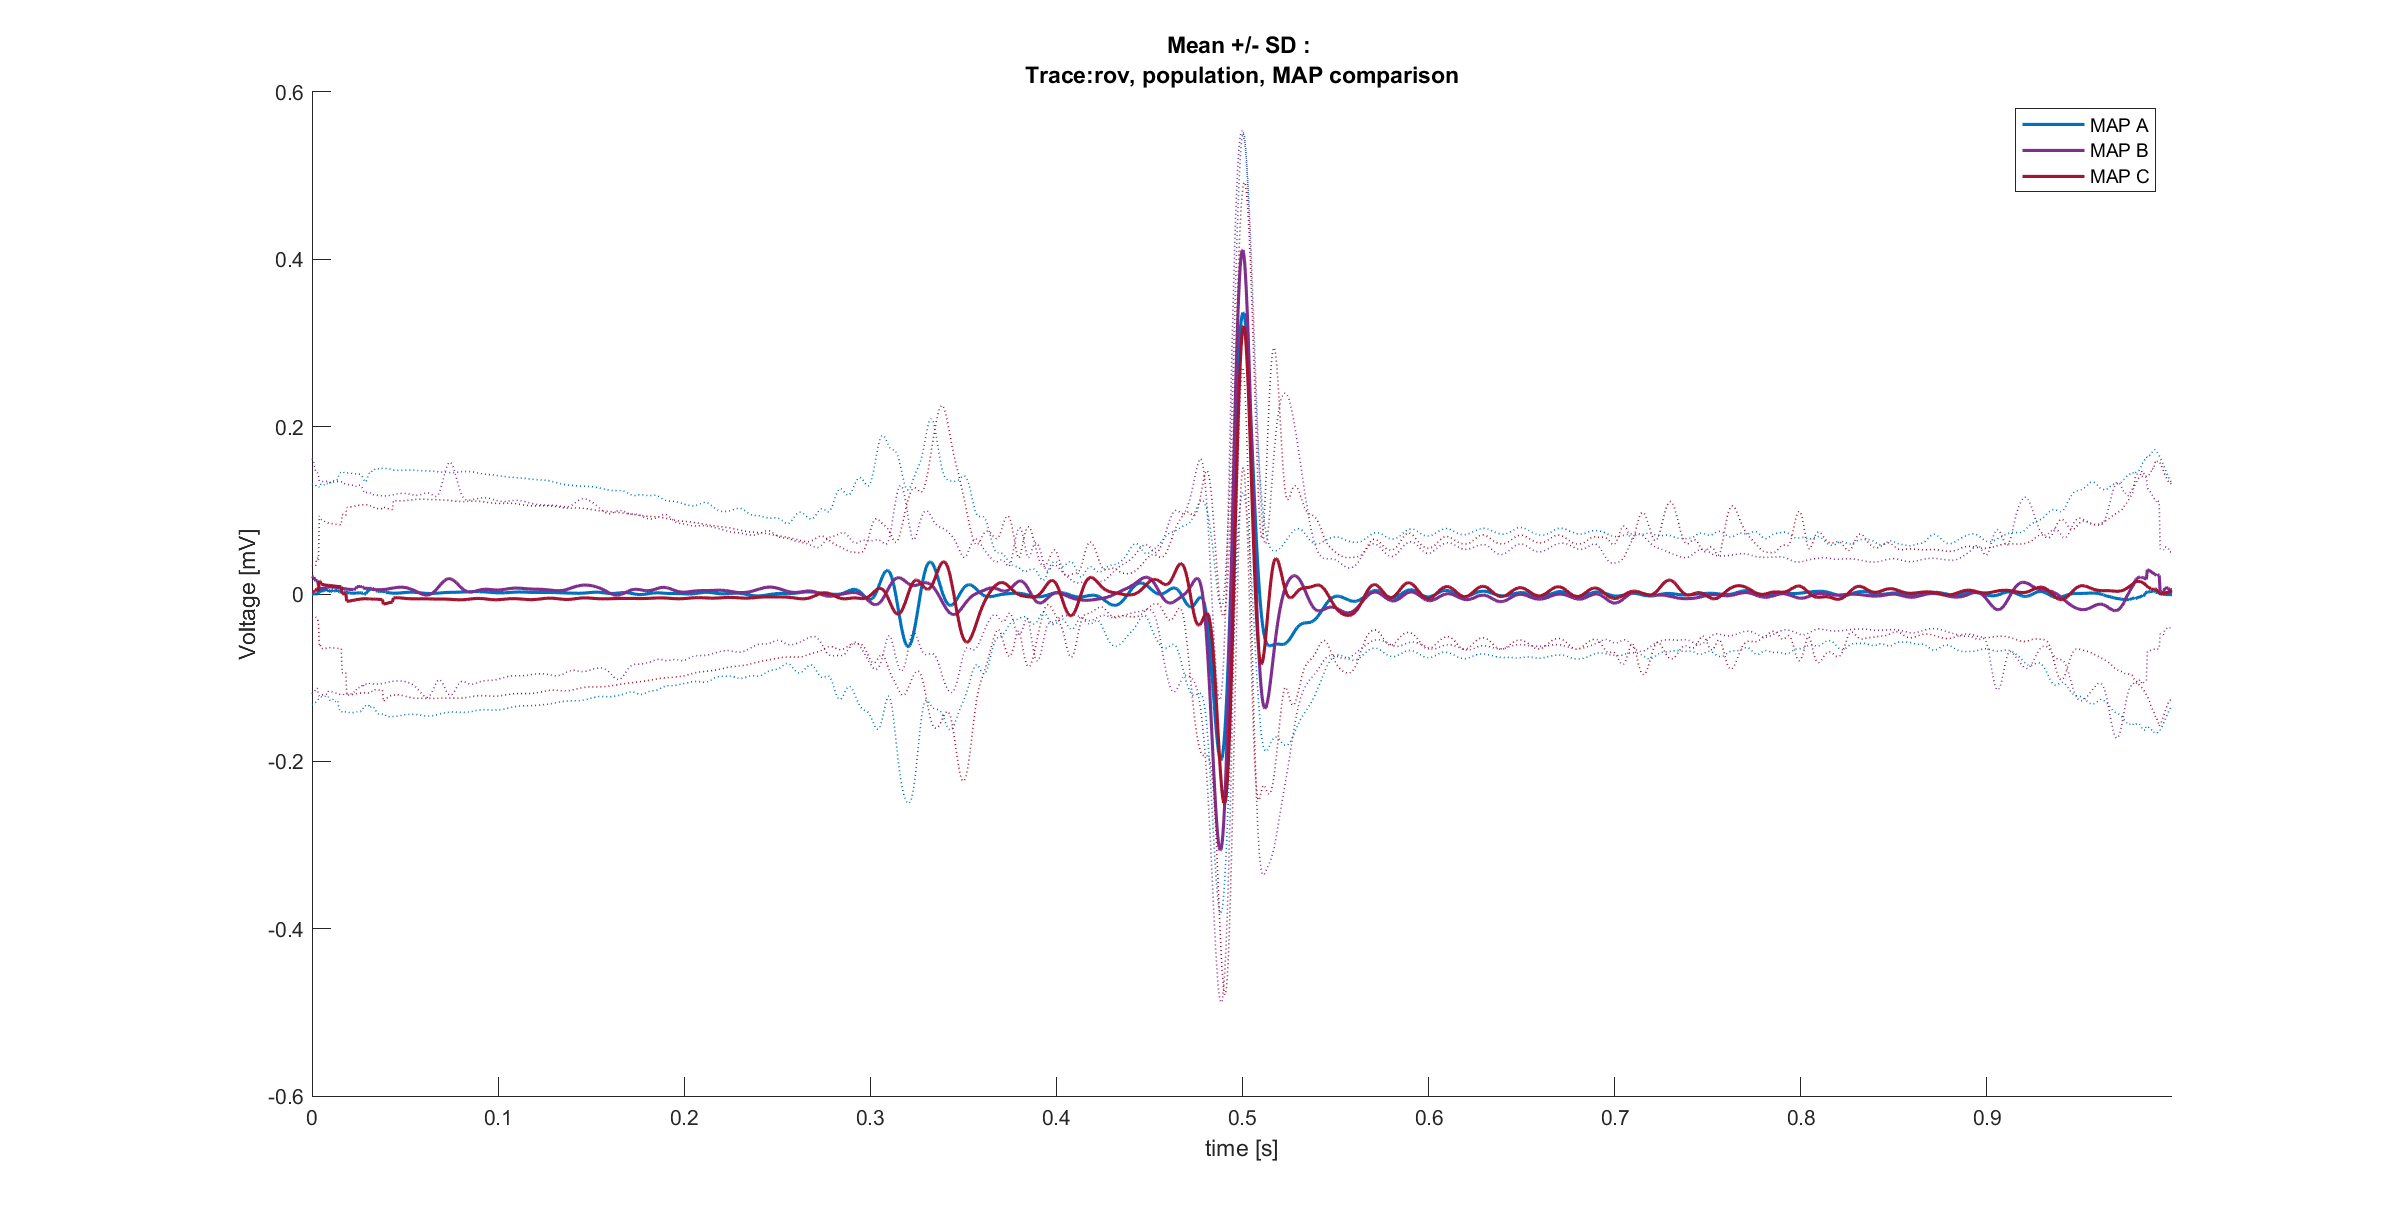 Mean +/- SD :
Trace:rov, population, MAP comparison
MAP A
MAP B
MAP C
Voltage [mV]
0.6
0.4
0.2
0
-0.2
-0.4
-0.6
0 0.1 0.2 0.3 0.4 0.5 0.6 0.7 0.8 0.9
time [s]